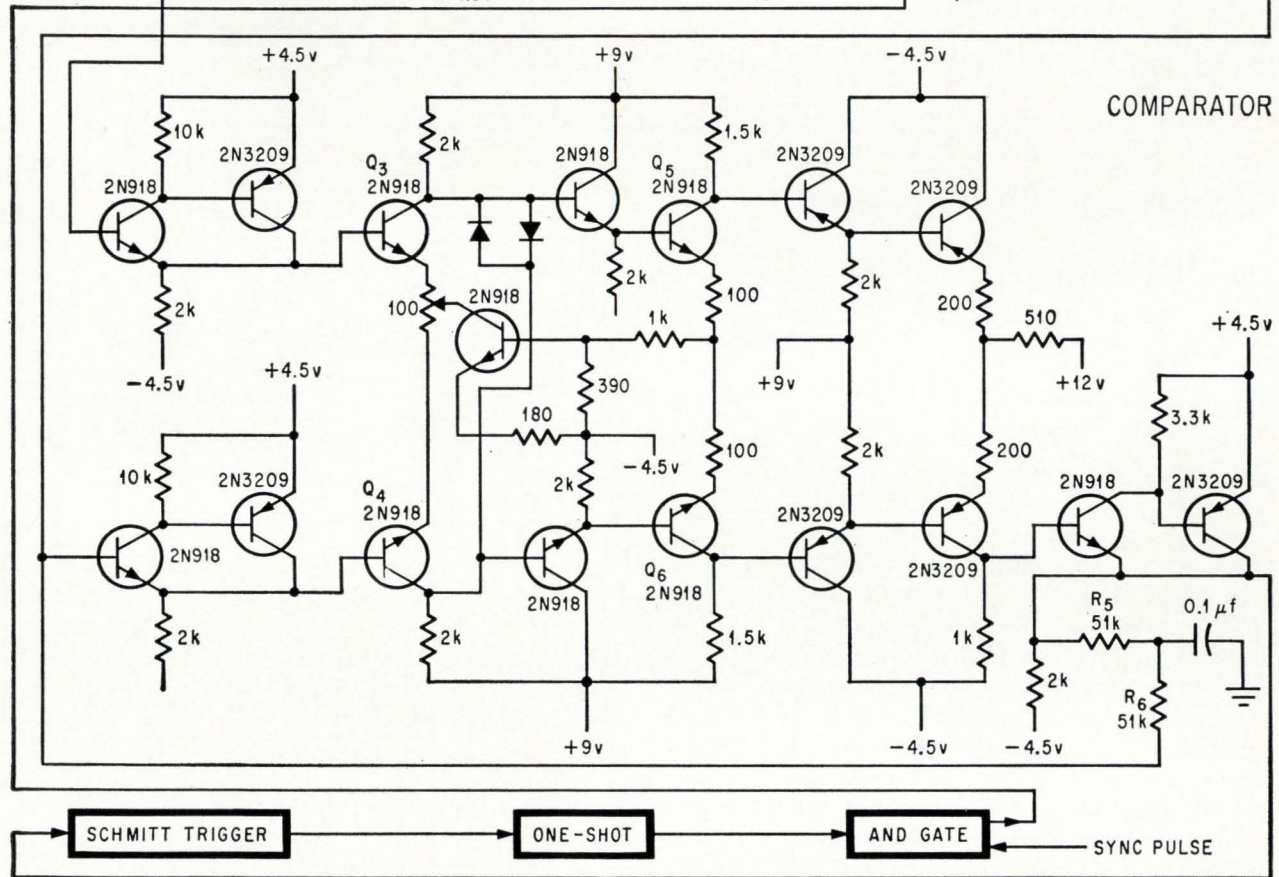 +4.5v
+9v
-4.5v
COMPARATOR
10k
2N3209
2N918
2k
-4.5v
Q3
2N918
2k
2N918
Q5
2N918
1.5k
2k
100
2N918
100
1k
390
180
-4.5v
2k
100
2N3209
2N3209
2k
200
510
+9v
+12v
2k
200
+4.5v
+4.5v
10k
2N3209
2N918
2k
Q4
2N918
2k
2N918
Q6
2N918
1.5k
2N3209
2N3209
1k
2N918
3.3k
2N3209
R5
51k
0.1 µf
2k
R6
51k
-4.5v
+9v
-4.5v
SCHMITT TRIGGER
ONE-SHOT
AND GATE
SYNC PULSE